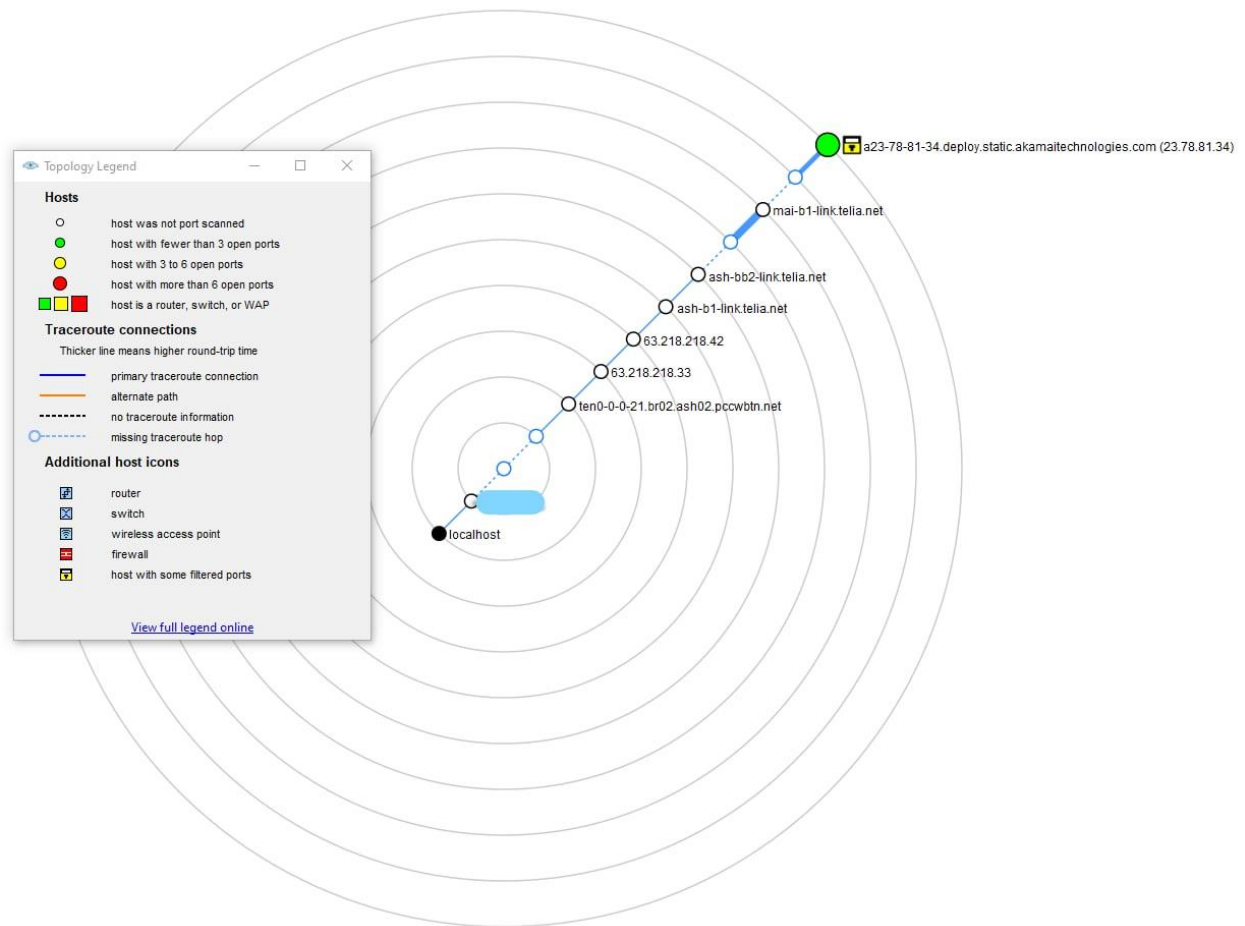 Topology Legend
Hosts
host was not port scanned
host with fewer than 3 open ports
host with 3 to 6 open ports
host with more than 6 open ports
host is a router, switch, or WAP
Traceroute connections
Thicker line means higher round-trip time
primary traceroute connection
alternate path
no traceroute information
missing traceroute hop
Additional host icons
router
switch
wireless access point
firewall
host with some filtered ports
View full legend online
a23-78-81-34.deploy.static.akamaitechnologies.com (23.78.81.34)
mai-b1-link.telia.net
ash-bb2-link.telia.net
ash-b1-link.telia.net
63.218.218.42
63.218.218.33
ten0-0-0-21.br02.ash02.pccwbtn.net
localhost